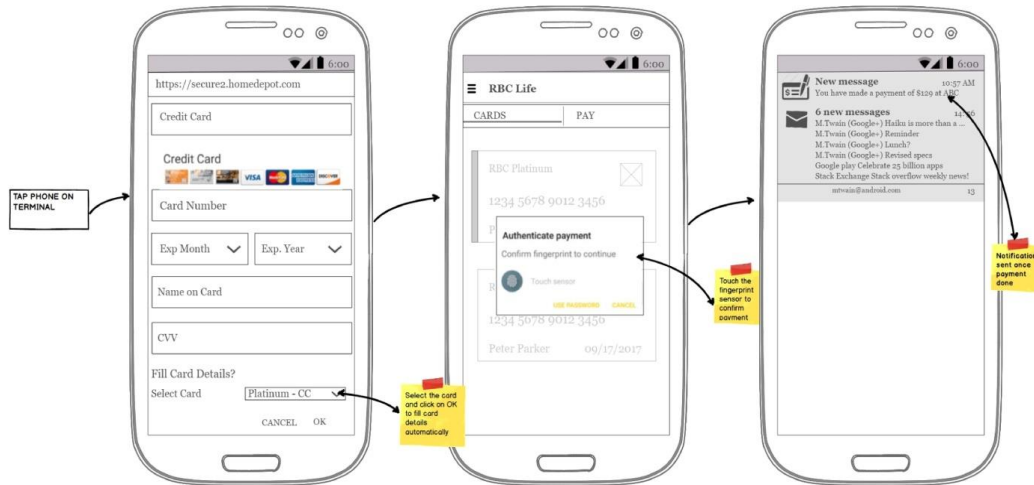 TAP PHONE ON
TERMINAL
6:00
https://secure2.homedepot.com
Credit Card
Credit Card
VISA
MasterCard
DISCOVER
Card Number
Exp Month
Exp. Year
Name on Card
CVV
Fill Card Details?
Select Card
Platinum - CC
CANCEL OK
Select the card
and click on OK
to fill card
details
automatically
6:00
RBC Life
CARDS
PAY
RBC Platinum
1234 5678 9012 3456
P
Authenticate payment
Confirm fingerprint to continue
Touch sensor
USE PASSWORD CANCEL
R
1234 5678 9012 3456
Peter Parker 09/17/2017
Touch the
fingerprint
sensor to
confirm
payment
6:00
New message 10:57 AM
You have made a payment of $129 at ABC
6 new messages
M.Twain (Google+) Haiku is more than a ...
M.Twain (Google+) Reminder
M.Twain (Google+) Lunch?
M.Twain (Google+) Revised specs
Google play Celebrate 25 billion apps
Stack Exchange Stack overflow weekly news!
mtwain@android.com 13
Notification
sent once
payment
done